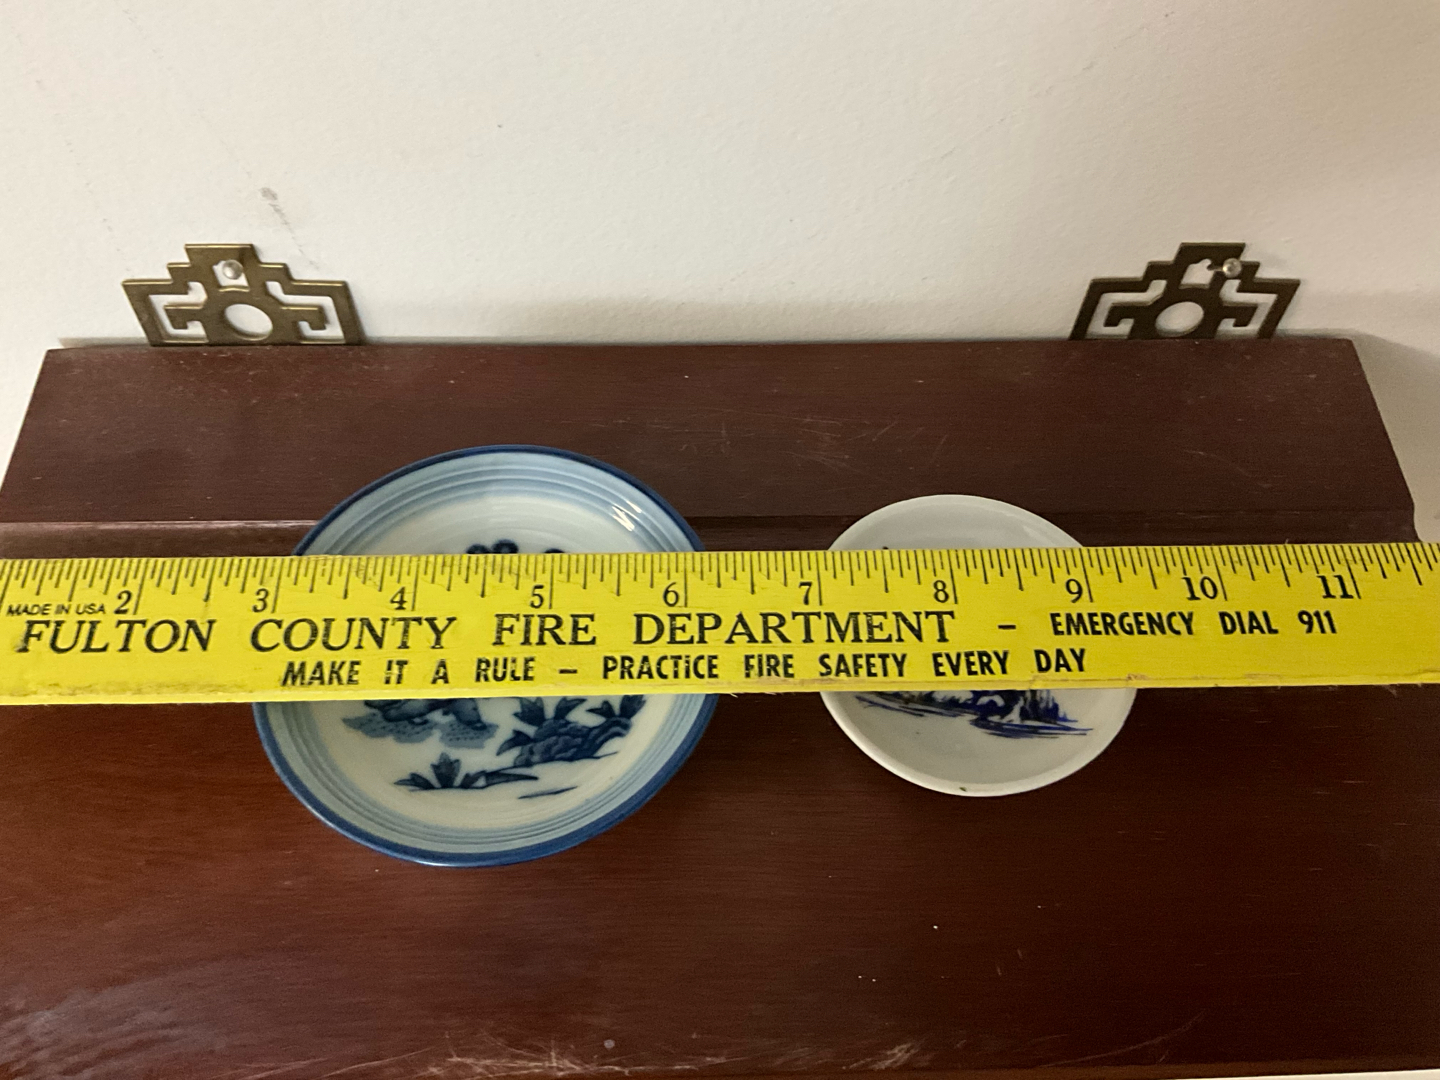 2 3 4 5 6 7 8 9 10 11
MADE IN USA
FULTON COUNTY FIRE DEPARTMENT – EMERGENCY DIAL 911
MAKE IT A RULE – PRACTICE FIRE SAFETY EVERY DAY